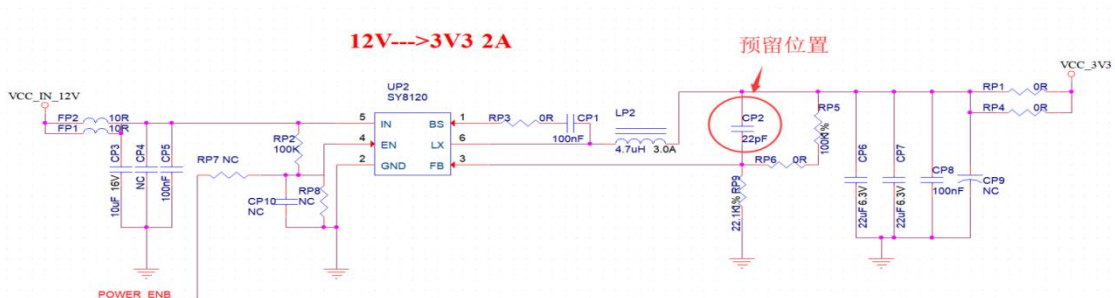 12V--->3V3 2A
预留位置
VCC_IN_12V
VCC_3V3
UP2
SY8120
FP2 10R
FP1 10R
5 IN
4 EN
2 GND
BS 1
LX 6
FB 3
RP3 0R
CP1
100nF
LP2
4.7uH 3.0A
CP2
22pF
RP5
100K1%
RP1 0R
RP4 0R
RP2
100K
RP7 NC
RP8
NC
CP10
NC
CP3
10uF 16V
CP4
NC
CP5
100nF
RP6 0R
RP9
22.1K1%
CP6
22uF 6.3V
CP7
22uF 6.3V
CP8
100nF
CP9
NC
POWER_ENB